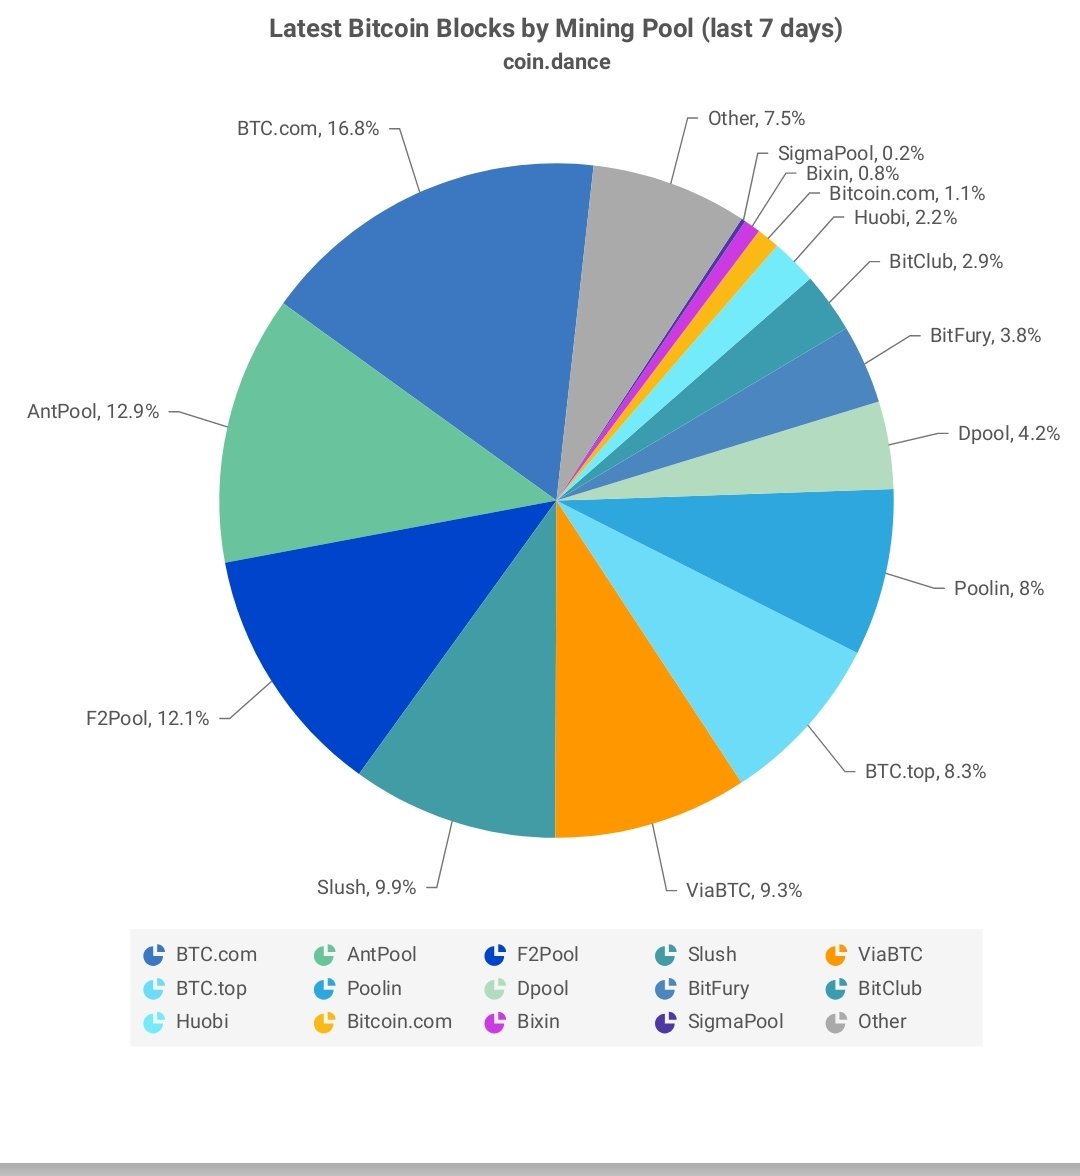 Latest Bitcoin Blocks by Mining Pool (last 7 days)
coin.dance
Other, 7.5%
BTC.com, 16.8%
SigmaPool, 0.2%
Bixin, 0.8%
Bitcoin.com, 1.1%
Huobi, 2.2%
BitClub, 2.9%
BitFury, 3.8%
AntPool, 12.9%
Dpool, 4.2%
Poolin, 8%
F2Pool, 12.1%
BTC.top, 8.3%
Slush, 9.9%
ViaBTC, 9.3%
BTC.com AntPool F2Pool Slush ViaBTC
BTC.top Poolin Dpool BitFury BitClub
Huobi Bitcoin.com Bixin SigmaPool Other